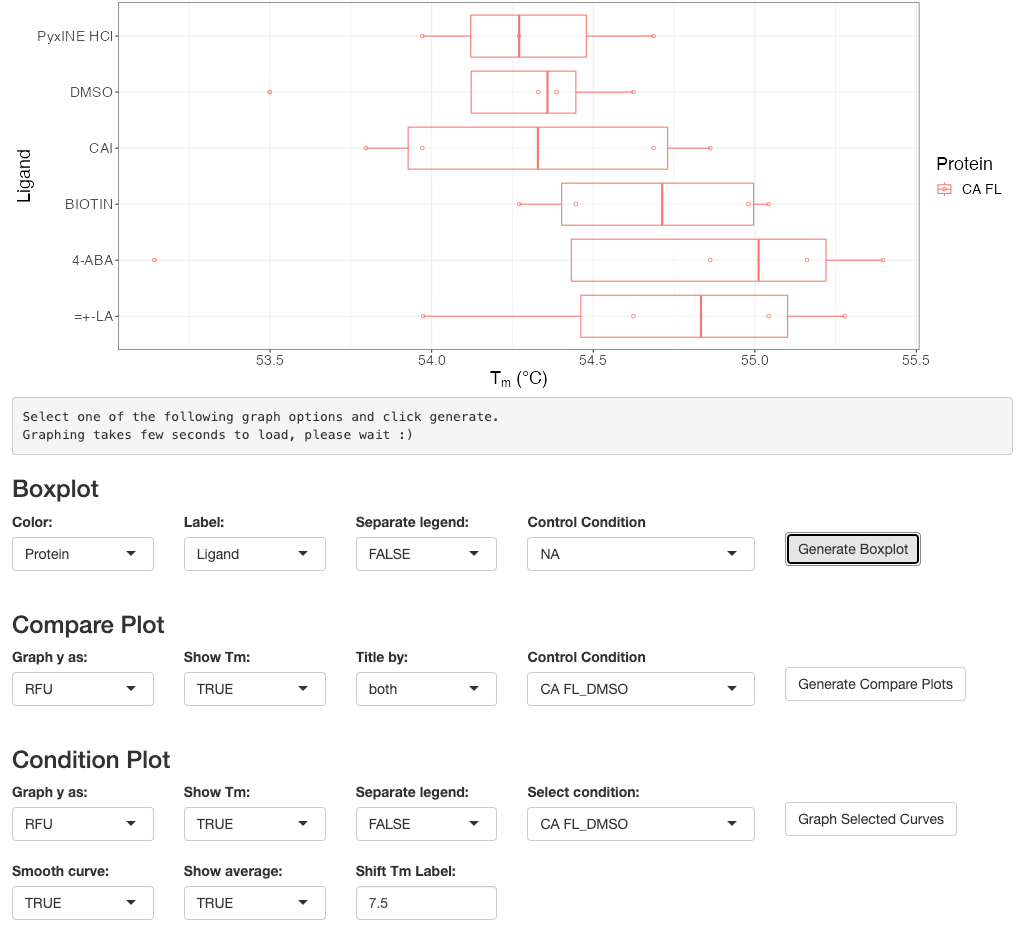 PyxINE HCl
DMSO
CAI
BIOTIN
4-ABA
=+-LA
Ligand
53.5 54.0 54.5 55.0 55.5
Tm (°C)
Protein
CA FL
Select one of the following graph options and click generate.
Graphing takes few seconds to load, please wait :)
Boxplot
Color: Label: Separate legend: Control Condition
Protein Ligand FALSE NA Generate Boxplot
Compare Plot
Graph y as: Show Tm: Title by: Control Condition
RFU TRUE both CA FL_DMSO Generate Compare Plots
Condition Plot
Graph y as: Show Tm: Separate legend: Select condition:
RFU TRUE FALSE CA FL_DMSO Graph Selected Curves
Smooth curve: Show average: Shift Tm Label:
TRUE TRUE 7.5